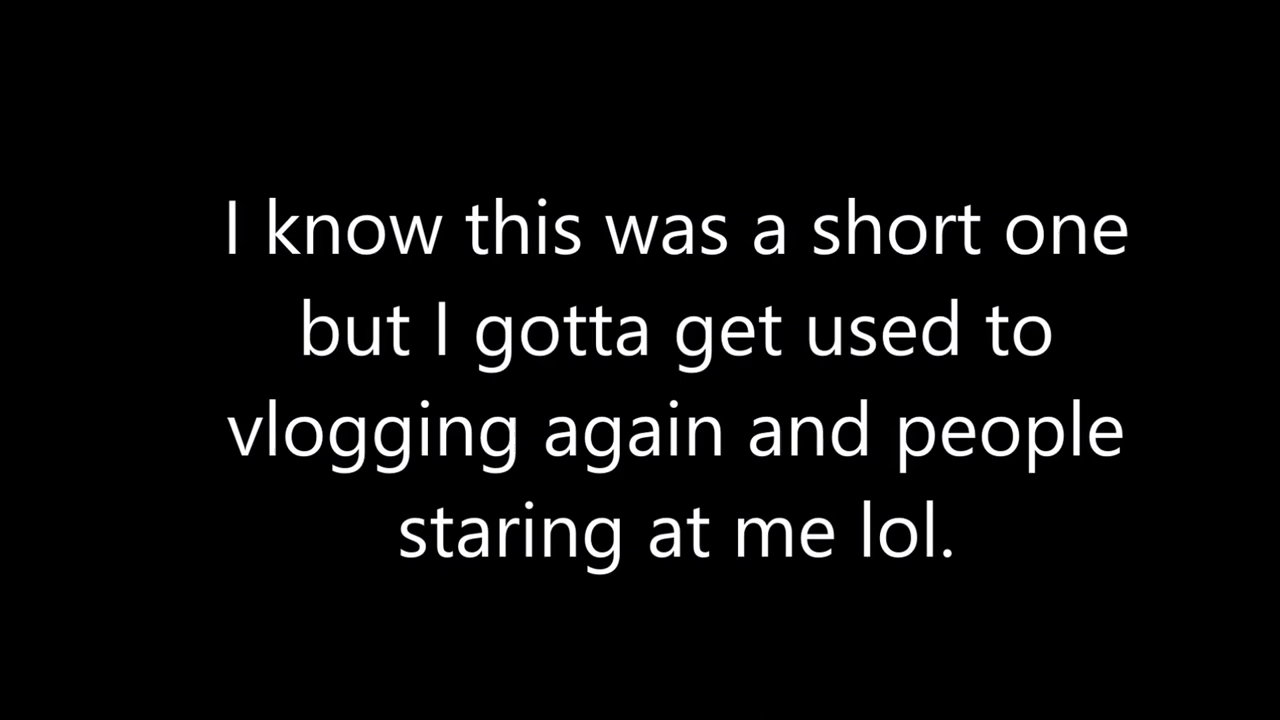 I know this was a short one
but I gotta get used to
vlogging again and people
staring at me lol.